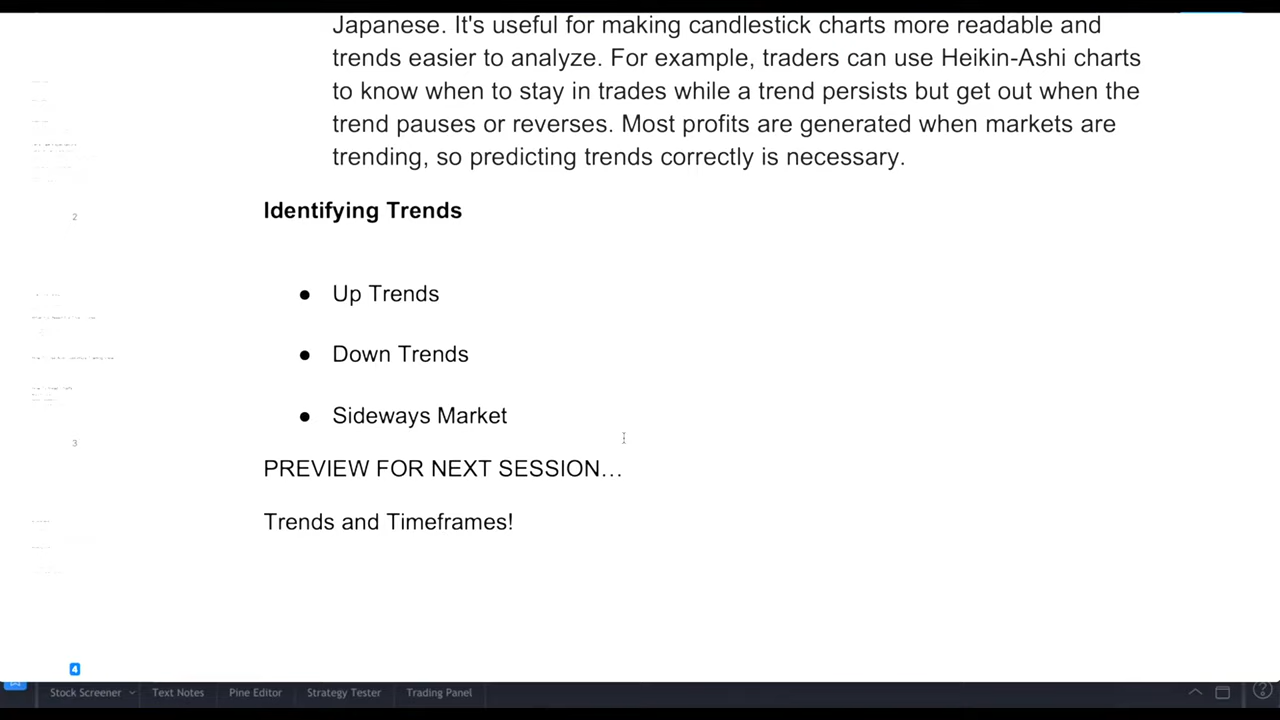 Japanese. It's useful for making candlestick charts more readable and
trends easier to analyze. For example, traders can use Heikin-Ashi charts
to know when to stay in trades while a trend persists but get out when the
trend pauses or reverses. Most profits are generated when markets are
trending, so predicting trends correctly is necessary.
2
Identifying Trends
● Up Trends
● Down Trends
● Sideways Market
3
PREVIEW FOR NEXT SESSION…
Trends and Timeframes!
4
Stock Screener Text Notes Pine Editor Strategy Tester Trading Panel